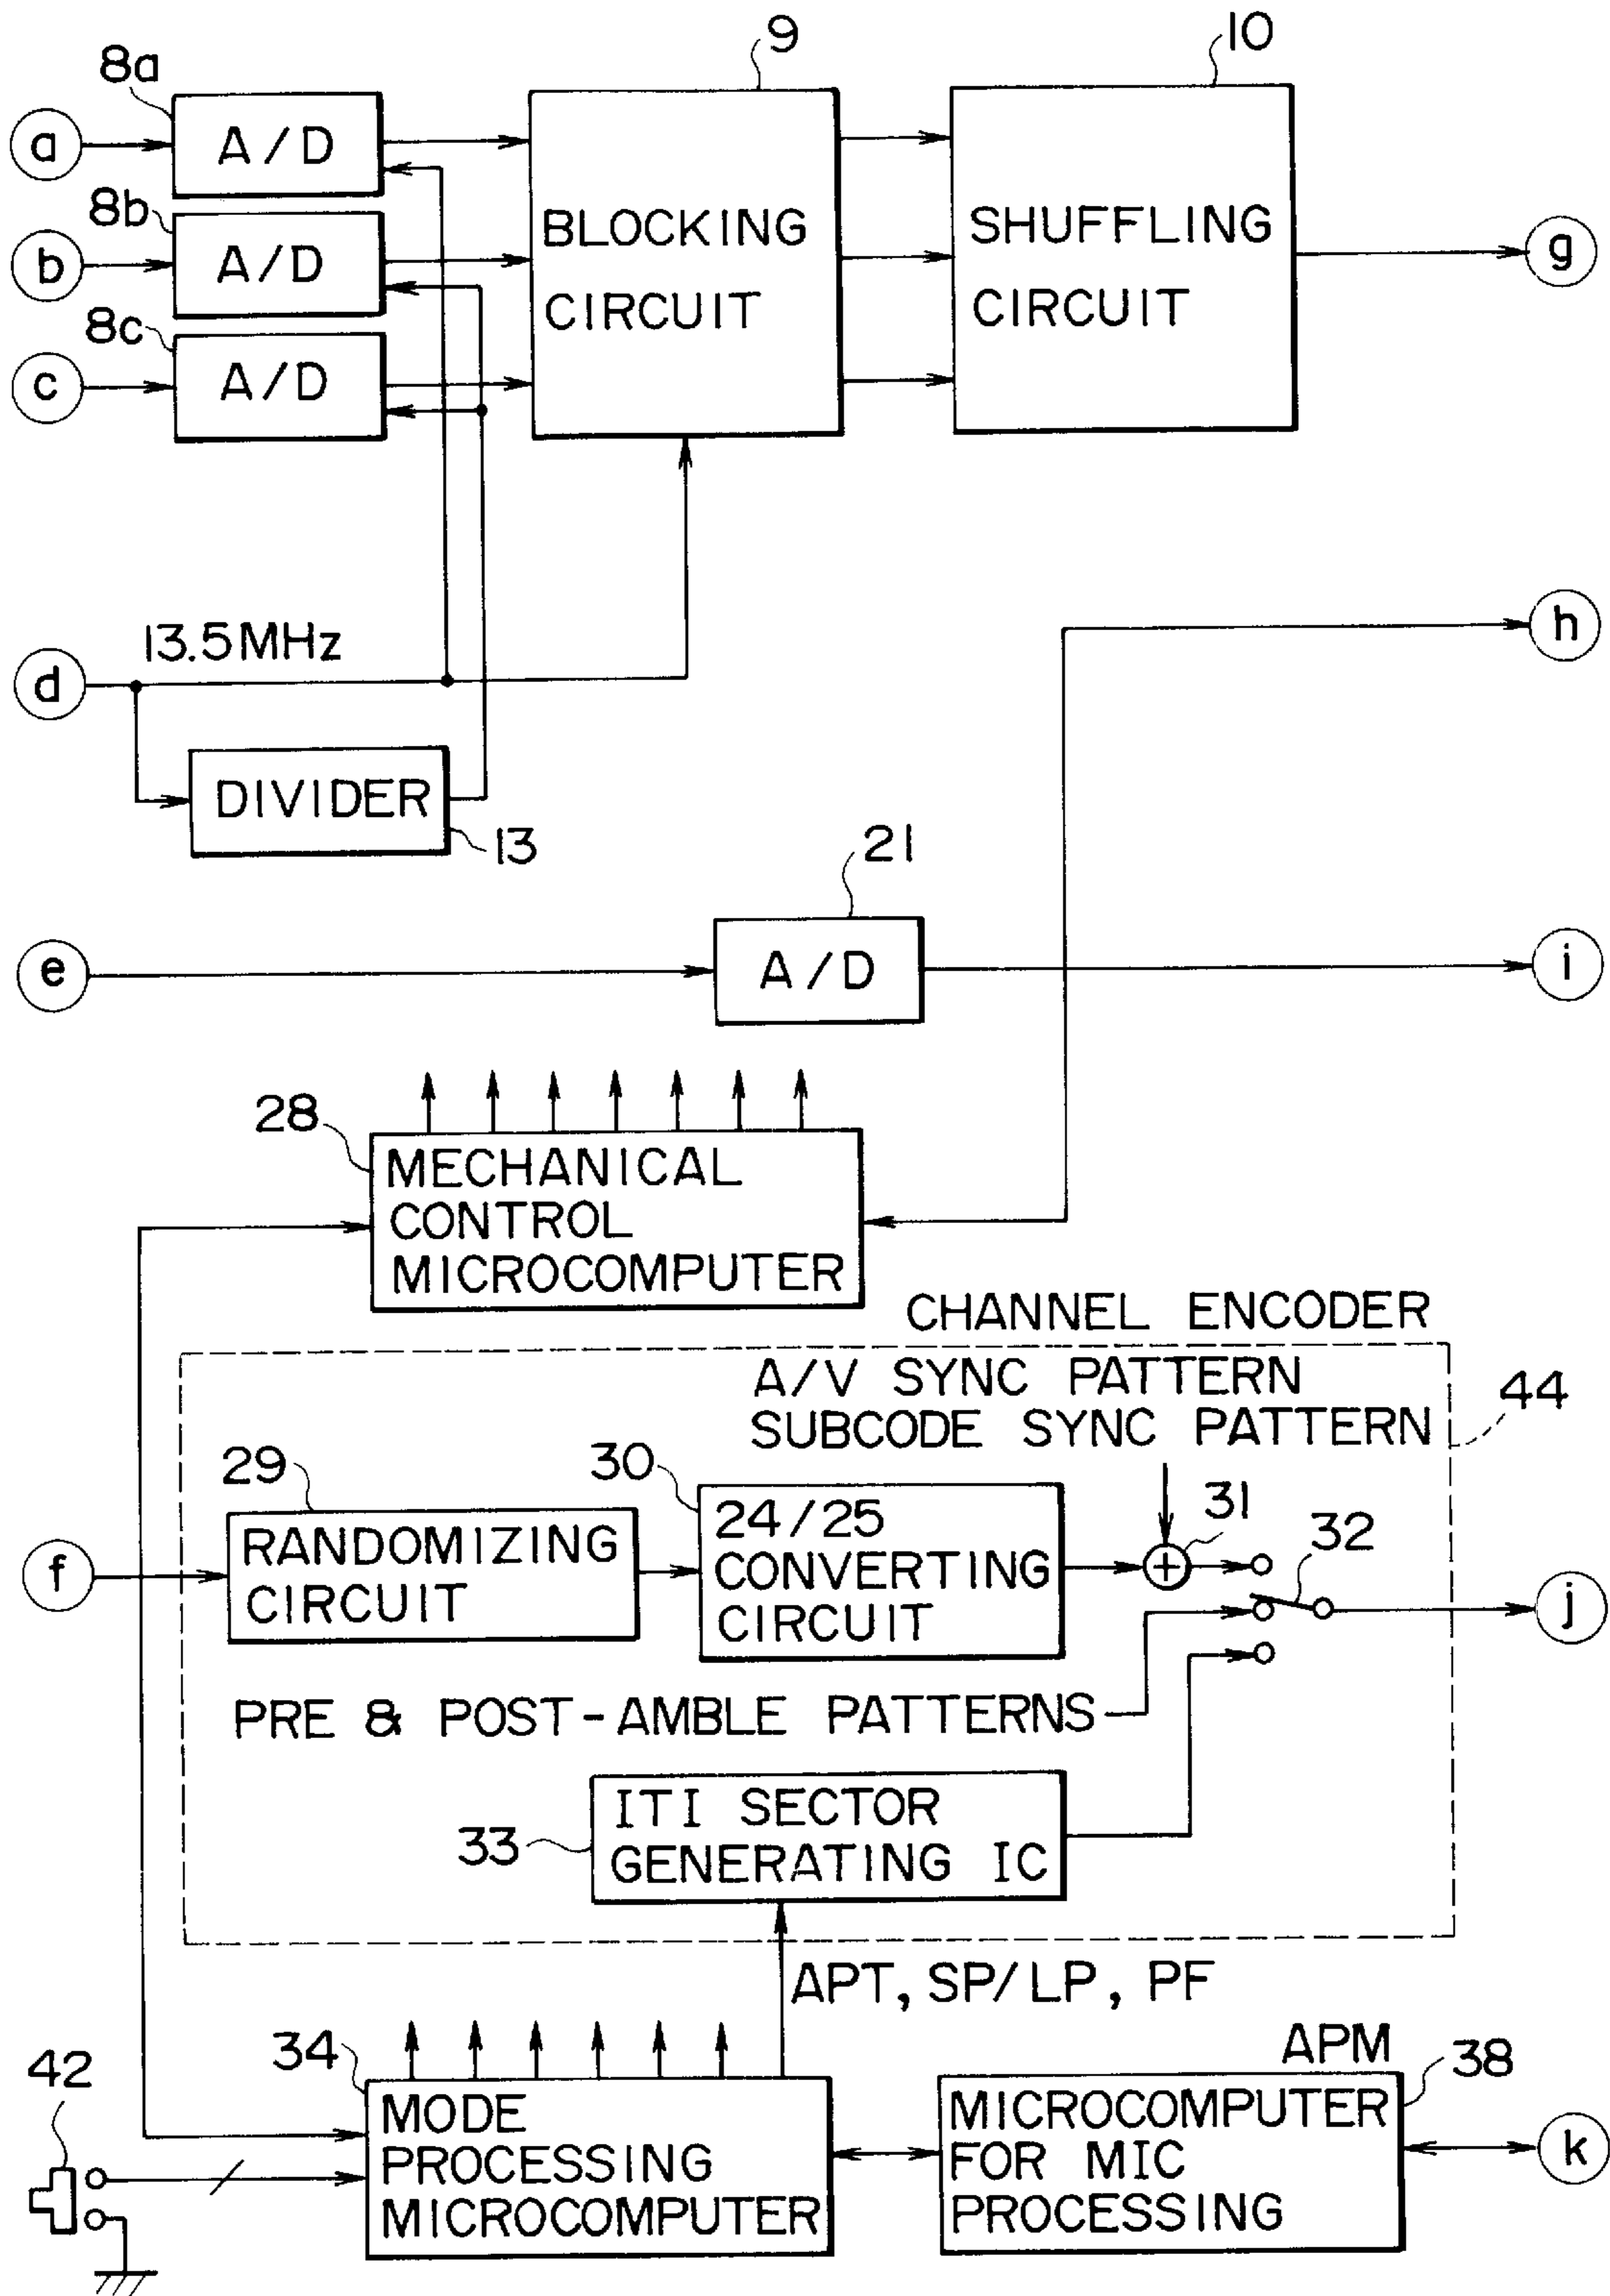 9
10
8a
a
A/D
8b
b
A/D
8c
c
A/D
BLOCKING
CIRCUIT
SHUFFLING
CIRCUIT
g
h
13.5MHz
d
DIVIDER
13
21
e
A/D
i
28
MECHANICAL
CONTROL
MICROCOMPUTER
CHANNEL ENCODER
A/V SYNC PATTERN
SUBCODE SYNC PATTERN
44
29
30
31
32
f
RANDOMIZING
CIRCUIT
24/25
CONVERTING
CIRCUIT
+
j
PRE & POST-AMBLE PATTERNS
33
ITI SECTOR
GENERATING IC
APT, SP/LP, PF
42
34
MODE
PROCESSING
MICROCOMPUTER
APM
38
MICROCOMPUTER
FOR MIC
PROCESSING
k